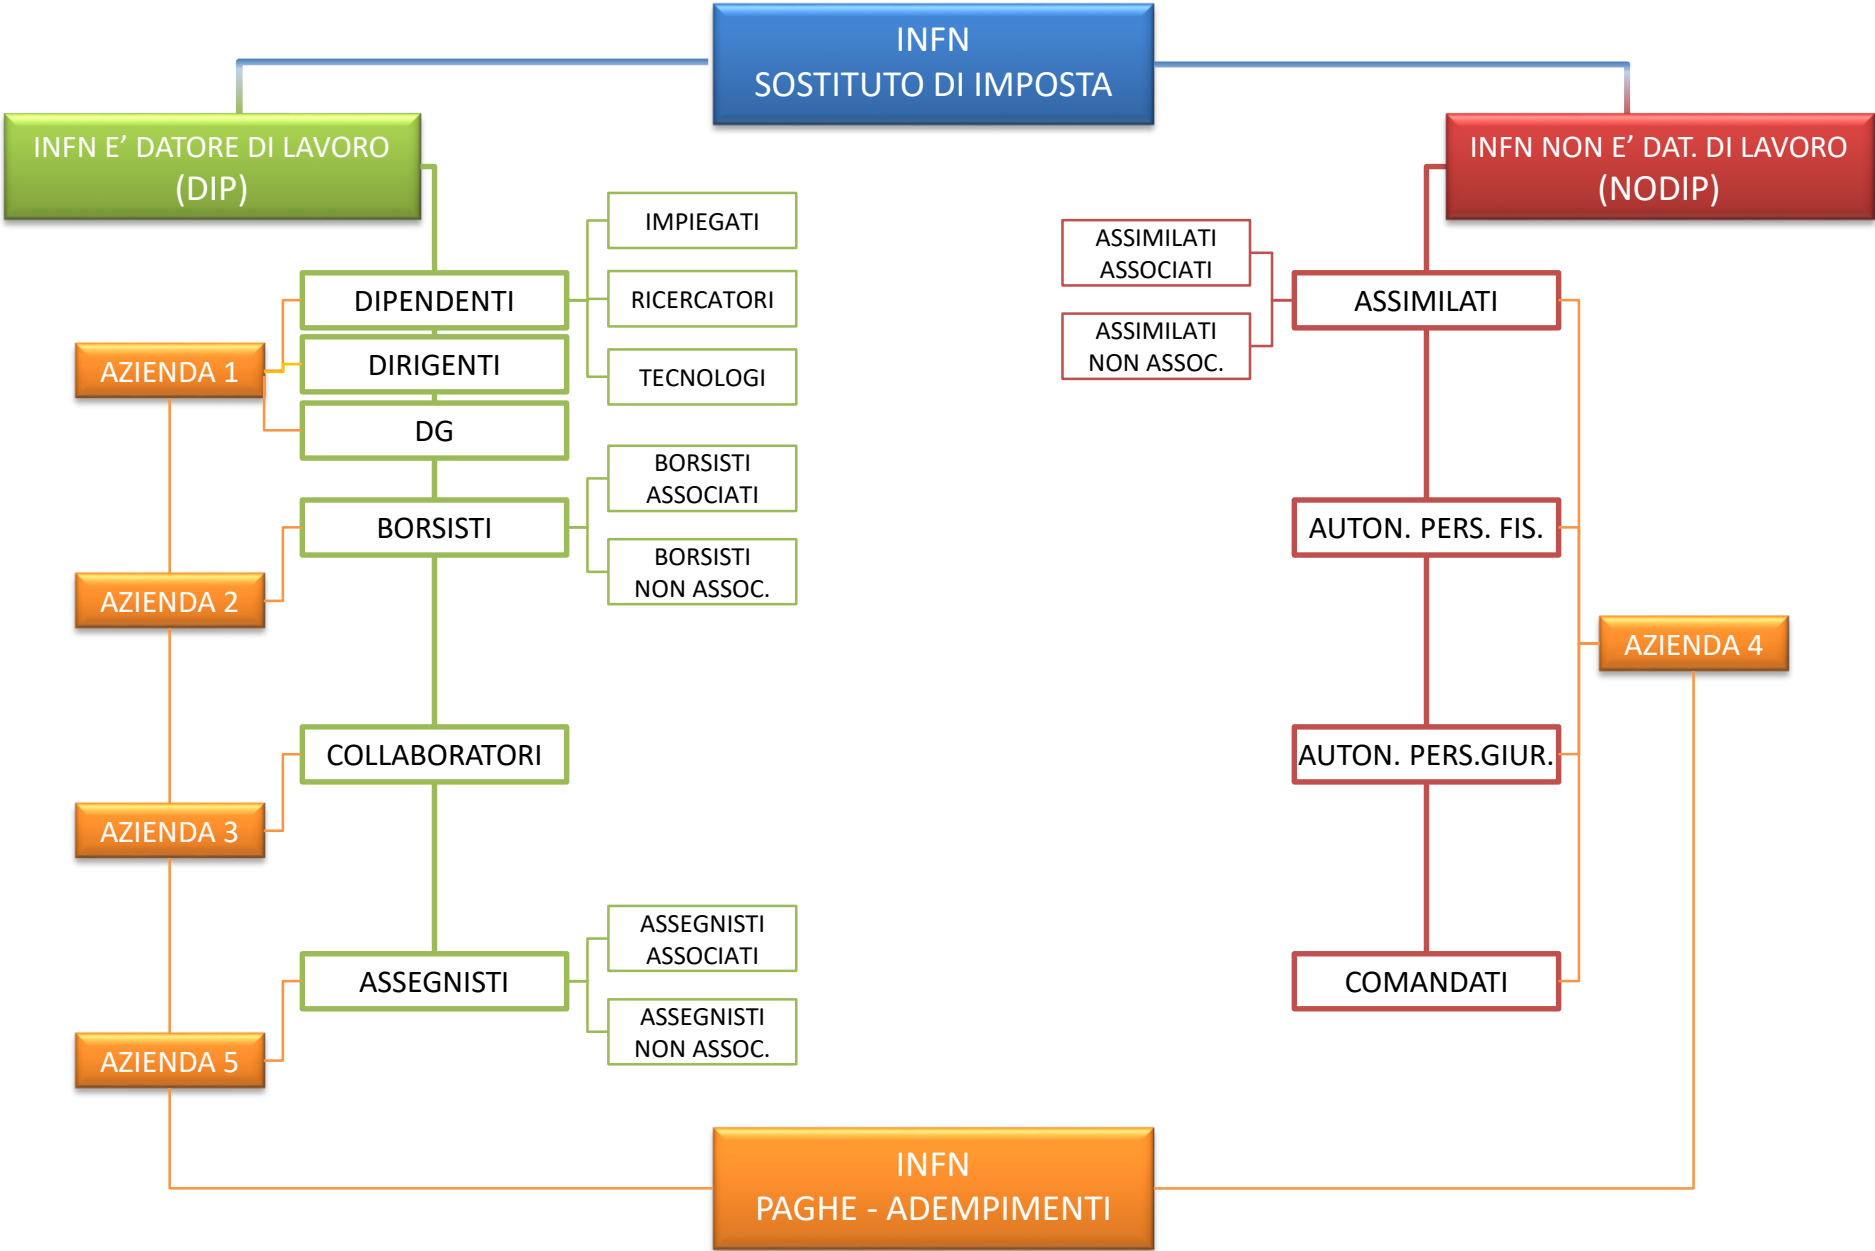 INFN
SOSTITUTO DI IMPOSTA
INFN E’ DATORE DI LAVORO
(DIP)
INFN NON E’ DAT. DI LAVORO
(NODIP)
IMPIEGATI
RICERCATORI
TECNOLOGI
DIPENDENTI
DIRIGENTI
DG
AZIENDA 1
BORSISTI
ASSOCIATI
BORSISTI
BORSISTI
NON ASSOC.
AZIENDA 2
COLLABORATORI
AZIENDA 3
ASSEGNISTI
ASSOCIATI
ASSEGNISTI
ASSEGNISTI
NON ASSOC.
AZIENDA 5
ASSIMILATI
ASSOCIATI
ASSIMILATI
NON ASSOC.
ASSIMILATI
AUTON. PERS. FIS.
AZIENDA 4
AUTON. PERS.GIUR.
COMANDATI
INFN
PAGHE - ADEMPIMENTI